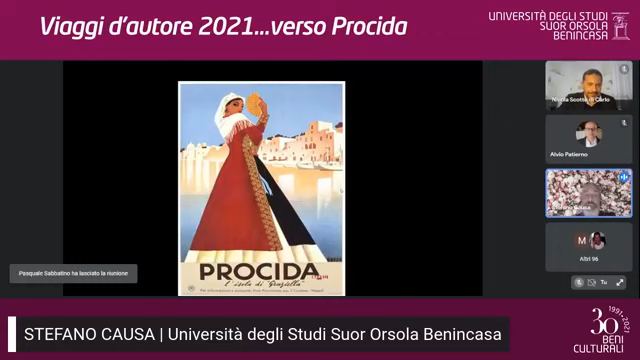 Viaggi d'autore 2021...verso Procida
UNIVERSITÀ DEGLI STUDI
SUOR ORSOLA
BENINCASA
Nicola Scotto di Carlo
Alvio Patierno
Stefano Causa
M
Altri 96
Tu
PROCIDA
l'isola di "Graziella"
Pasquale Sabbatino ha lasciato la riunione
STEFANO CAUSA | Università degli Studi Suor Orsola Benincasa
30
1991-2021
BENI
CULTURALI